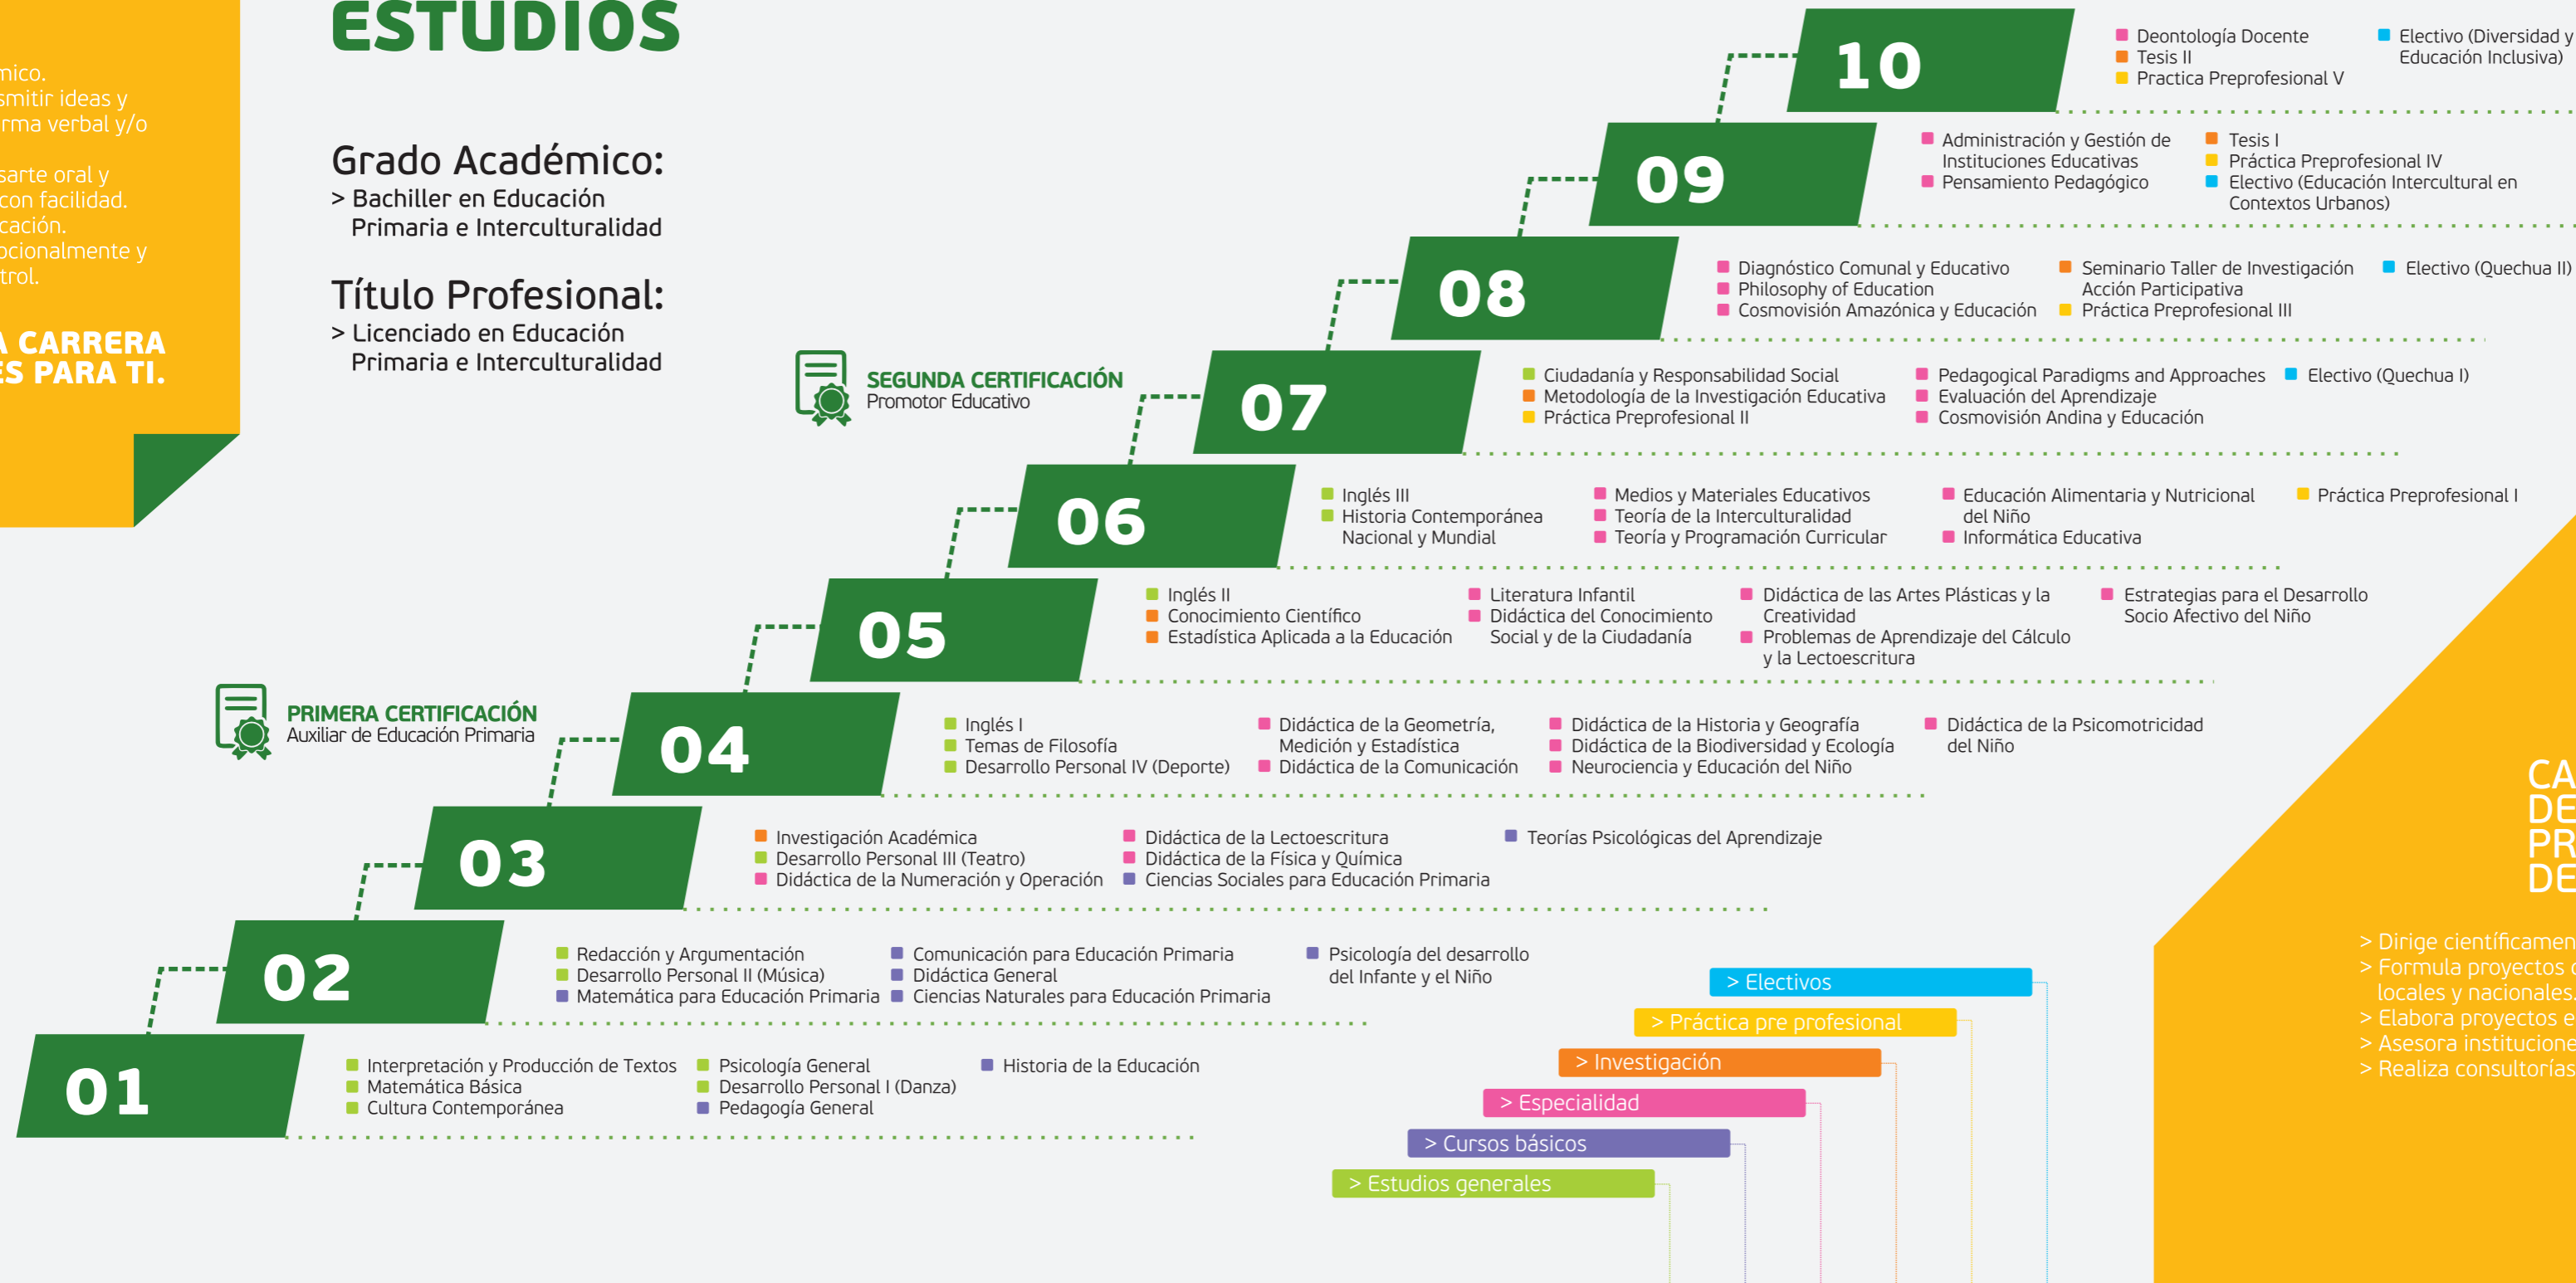 ESTUDIOS
smitir ideas y
verbal y/o
oral y
con facilidad.
y
CARRERA
PARA TI.
Grado Académico:
> Bachiller en Educación
Primaria e Interculturalidad
Título Profesional:
> Licenciado en Educación
Primaria e Interculturalidad
10
Deontología Docente
Tesis II
Practica Preprofesional V
Electivo (Diversidad y
Educación Inclusiva)
09
Administración y Gestión de
Instituciones Educativas
Pensamiento Pedagógico
Tesis I
Práctica Preprofesional IV
Electivo (Educación Intercultural en
Contextos Urbanos)
08
Diagnóstico Comunal y Educativo
Philosophy of Education
Cosmovisión Amazónica y Educación
Seminario Taller de Investigación
Acción Participativa
Práctica Preprofesional III
Electivo (Quechua II)
SEGUNDA CERTIFICACIÓN
Promotor Educativo
07
Ciudadanía y Responsabilidad Social
Metodología de la Investigación Educativa
Práctica Preprofesional II
Pedagogical Paradigms and Approaches
Evaluación del Aprendizaje
Cosmovisión Andina y Educación
Electivo (Quechua I)
06
Inglés III
Historia Contemporánea
Nacional y Mundial
Medios y Materiales Educativos
Teoría de la Interculturalidad
Teoría y Programación Curricular
Educación Alimentaria y Nutricional
del Niño
Informática Educativa
Práctica Preprofesional I
05
Inglés II
Conocimiento Científico
Estadística Aplicada a la Educación
Literatura Infantil
Didáctica del Conocimiento
Social y de la Ciudadanía
Didáctica de las Artes Plásticas y la
Creatividad
Problemas de Aprendizaje del Cálculo
y la Lectoescritura
Estrategias para el Desarrollo
Socio Afectivo del Niño
PRIMERA CERTIFICACIÓN
Auxiliar de Educación Primaria
04
Inglés I
Temas de Filosofía
Desarrollo Personal IV (Deporte)
Didáctica de la Geometría,
Medición y Estadística
Didáctica de la Comunicación
Didáctica de la Historia y Geografía
Didáctica de la Biodiversidad y Ecología
Neurociencia y Educación del Niño
Didáctica de la Psicomotricidad
del Niño
03
Investigación Académica
Desarrollo Personal III (Teatro)
Didáctica de la Numeración y Operación
Didáctica de la Lectoescritura
Didáctica de la Física y Química
Ciencias Sociales para Educación Primaria
Teorías Psicológicas del Aprendizaje
02
Redacción y Argumentación
Desarrollo Personal II (Música)
Matemática para Educación Primaria
Comunicación para Educación Primaria
Didáctica General
Ciencias Naturales para Educación Primaria
Psicología del desarrollo
del Infante y el Niño
01
Interpretación y Producción de Textos
Matemática Básica
Cultura Contemporánea
Psicología General
Desarrollo Personal I (Danza)
Pedagogía General
Historia de la Educación
> Electivos
> Práctica pre profesional
> Investigación
> Especialidad
> Cursos básicos
> Estudios generales
CA
DE
PR
DE
> Dirige
> Formula proyectos
locales y nacionales.
> Elabora proyectos
> Asesora
> Realiza consultorías